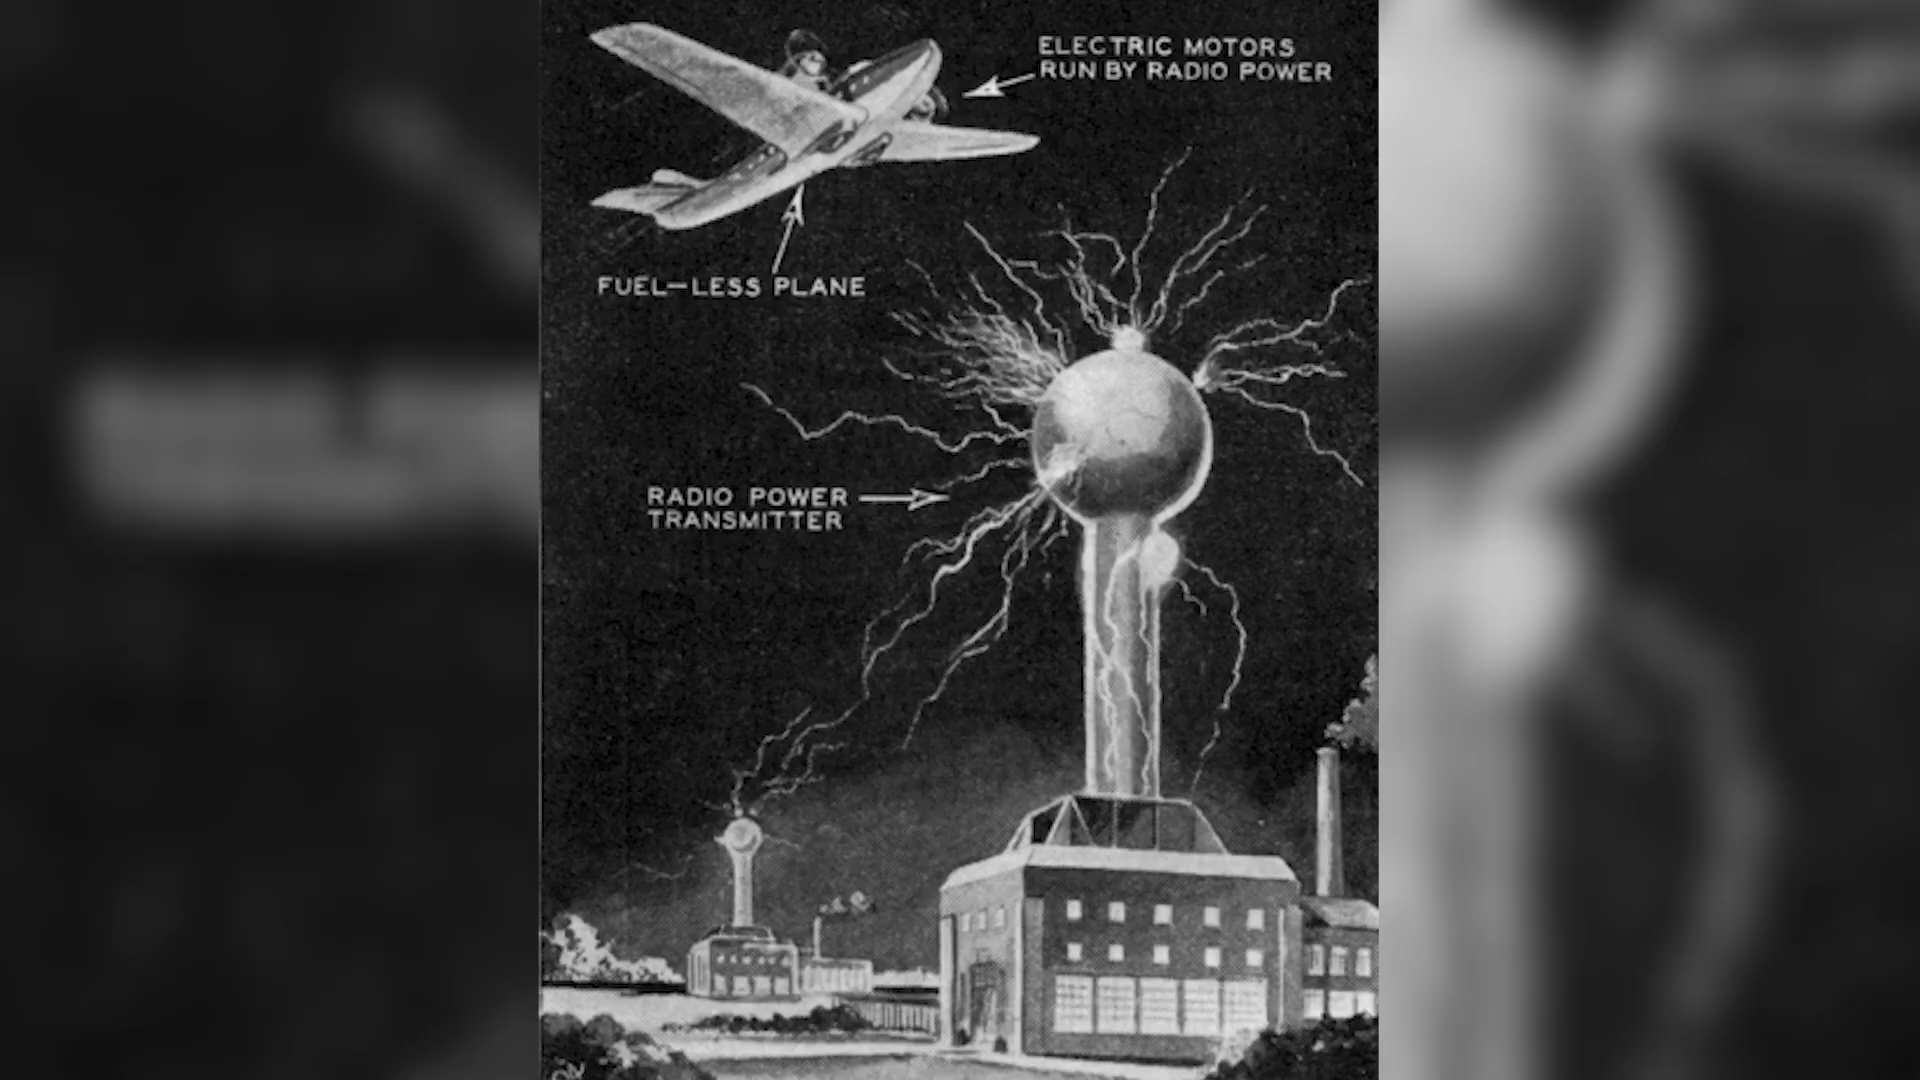 ELECTRIC MOTORS
RUN BY RADIO POWER
FUEL-LESS PLANE
RADIO POWER
TRANSMITTER